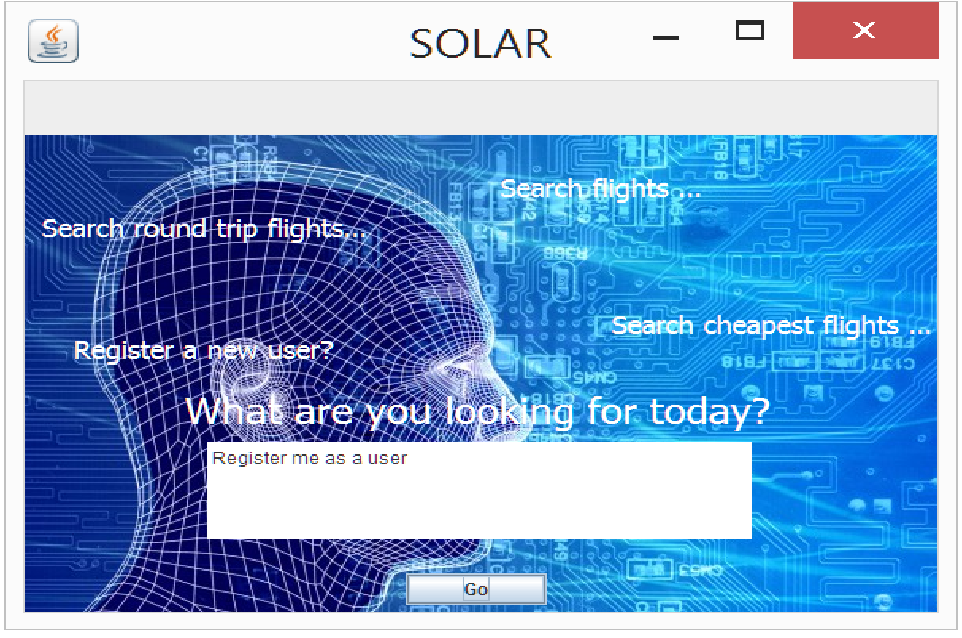 SOLAR
Search flights ...
Search round trip flights...
Search cheapest flights ...
Register a new user?
What are you looking for today?
Register me as a user
Go